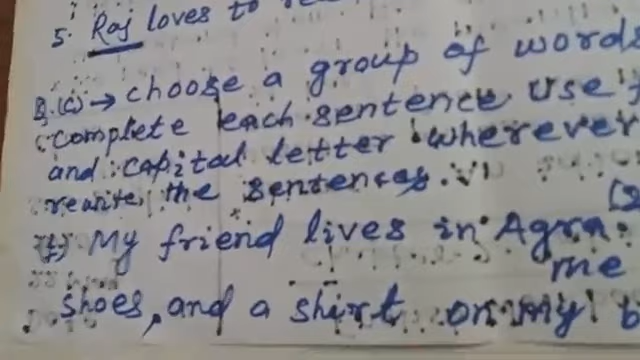 5. Raj loves to
Q.(C) → choose a group of words
complete each sentence Use
and capital letter wherever
rewrite the sentences.
My friend lives in Agra.
me
shoes, and a shirt on my b